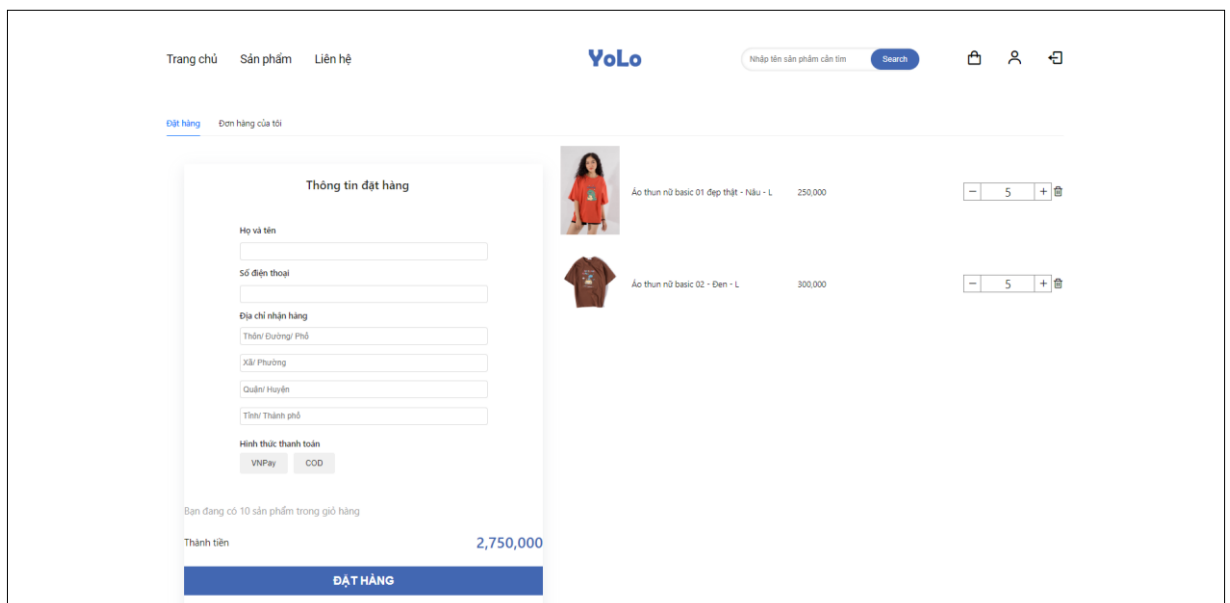 Trang chủ Sản phẩm Liên hệ YoLo Nhập tên sản phẩm cần tìm Search
Đặt hàng Đơn hàng của tôi
Thông tin đặt hàng
Họ và tên
Số điện thoại
Địa chỉ nhận hàng
Thôn/ Đường/ Phố
Xã/ Phường
Quận/ Huyện
Tỉnh/ Thành phố
Hình thức thanh toán
VNPay COD
Bạn đang có 10 sản phẩm trong giỏ hàng
Thành tiền 2,750,000
ĐẶT HÀNG
Áo thun nữ basic 01 đẹp thật - Nâu - L 250,000 − 5 +
Áo thun nữ basic 02 - Đen - L 300,000 − 5 +